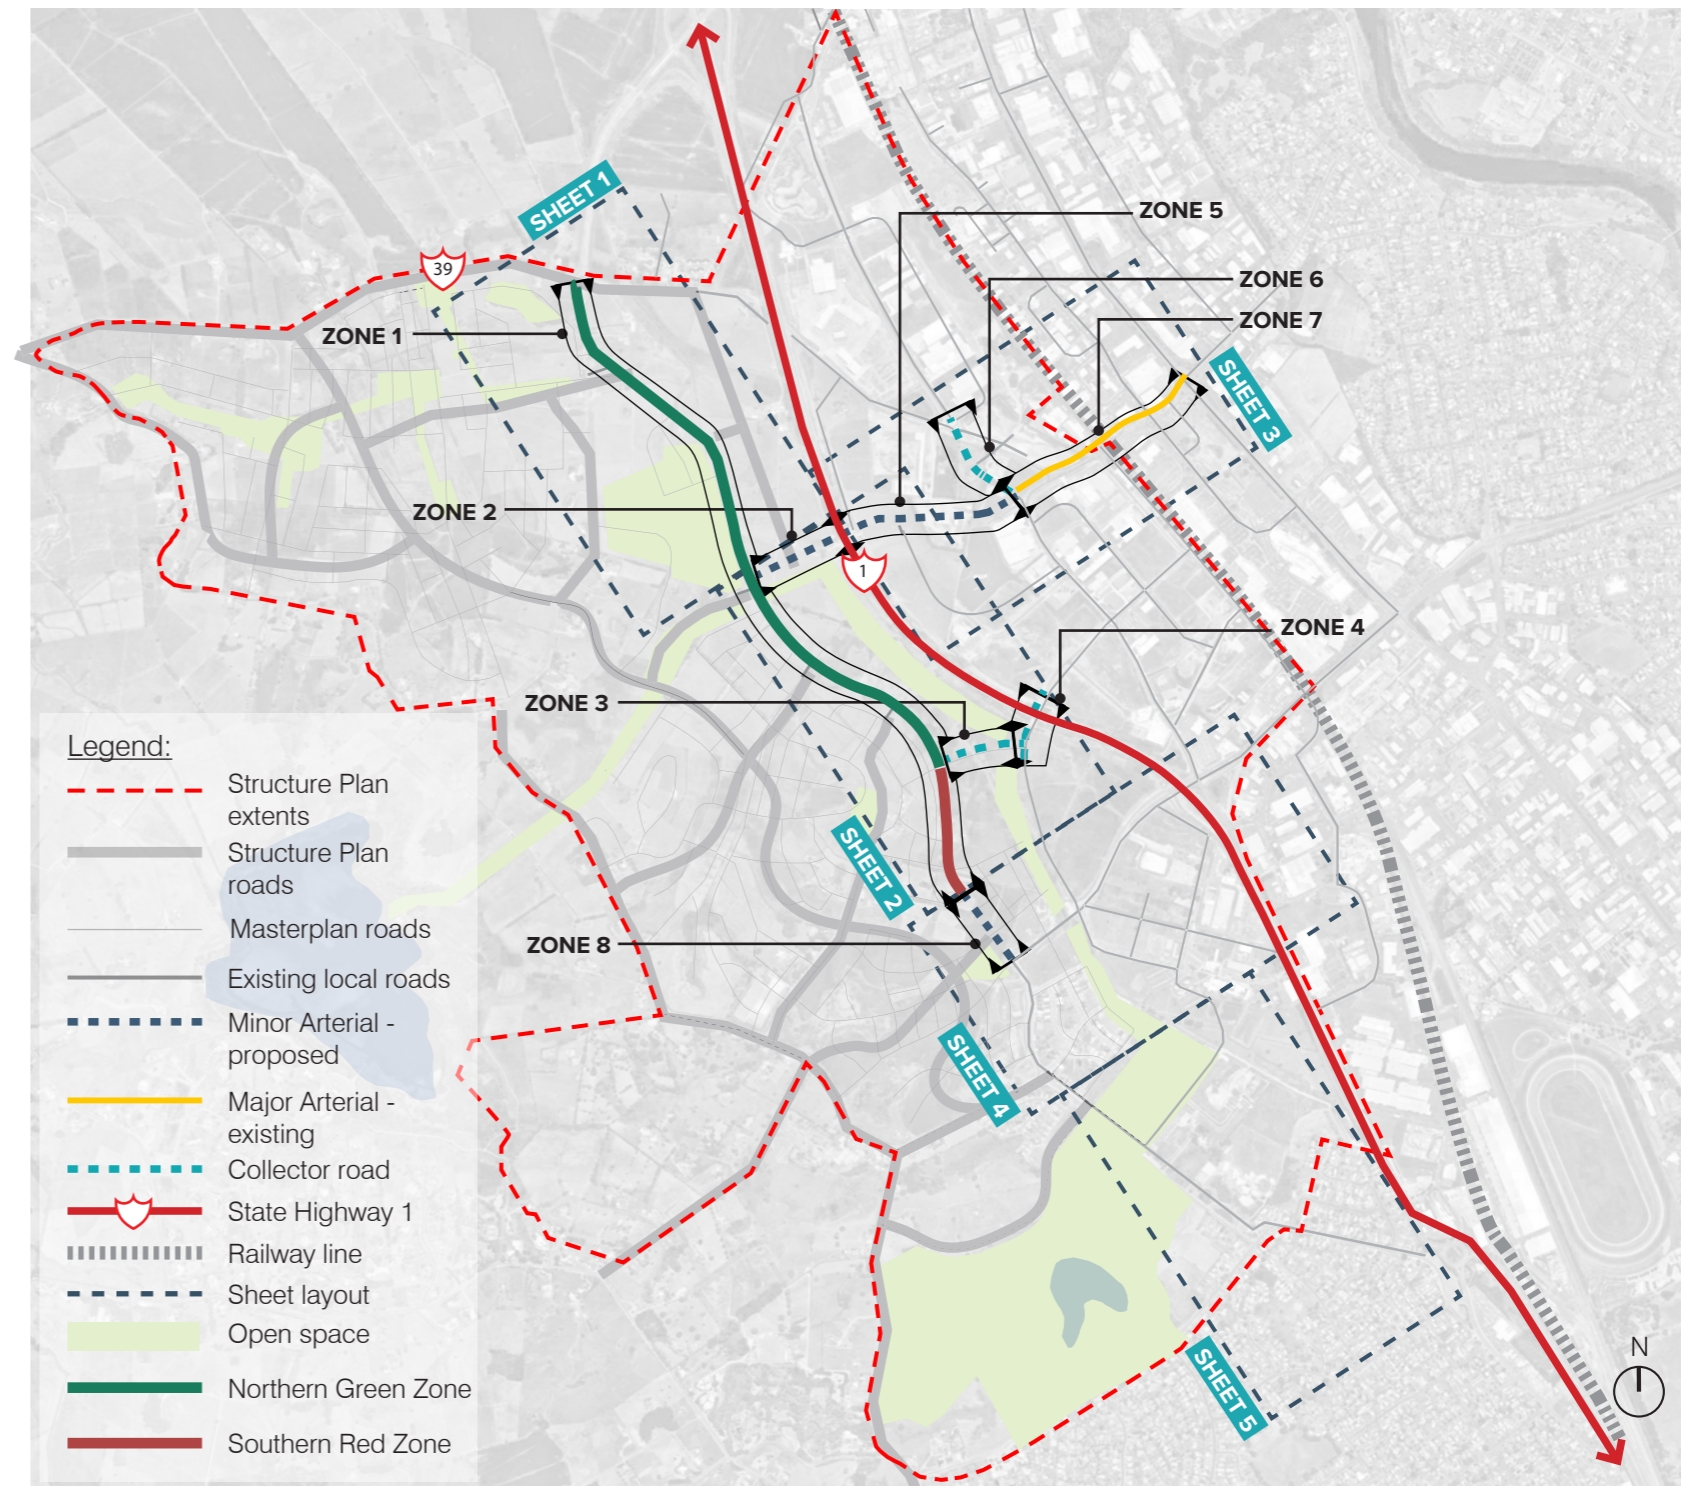 SHEET 1
ZONE 5
39
ZONE 6
ZONE 7
ZONE 1
SHEET 3
ZONE 2
1
ZONE 4
ZONE 3
SHEET 2
ZONE 8
SHEET 4
SHEET 5
N
Legend:
Structure Plan
extents
Structure Plan
roads
Masterplan roads
Existing local roads
Minor Arterial -
proposed
Major Arterial -
existing
Collector road
State Highway 1
Railway line
Sheet layout
Open space
Northern Green Zone
Southern Red Zone